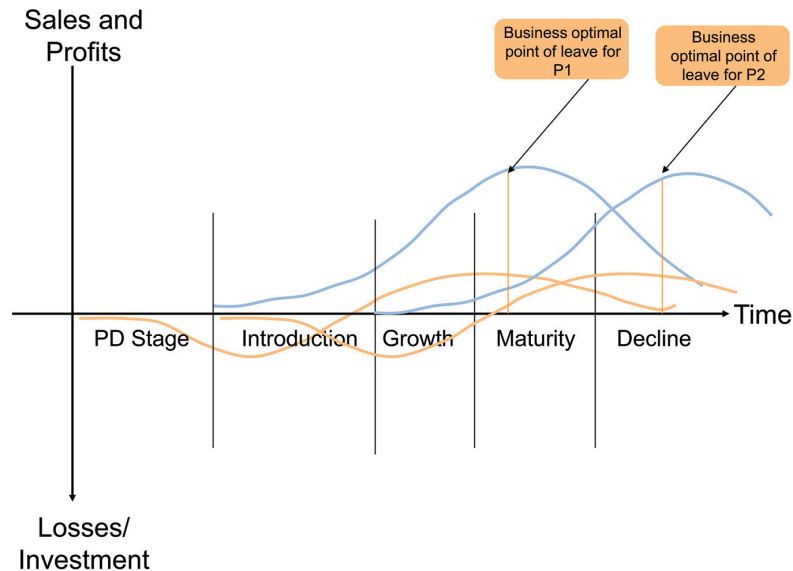 Sales and
Profits
Business optimal
point of leave for
P1
Business
optimal point of
leave for P2
Time
PD Stage
Introduction
Growth
Maturity
Decline
Losses/
Investment